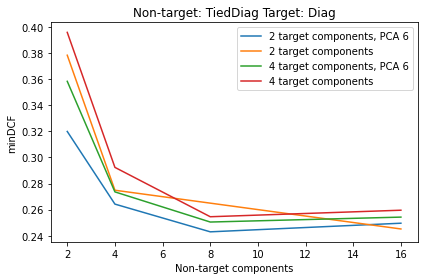 Non-target: TiedDiag Target: Diag
2 target components, PCA 6
2 target components
4 target components, PCA 6
4 target components
minDCF
0.40
0.38
0.36
0.34
0.32
0.30
0.28
0.26
0.24
2 4 6 8 10 12 14 16
Non-target components